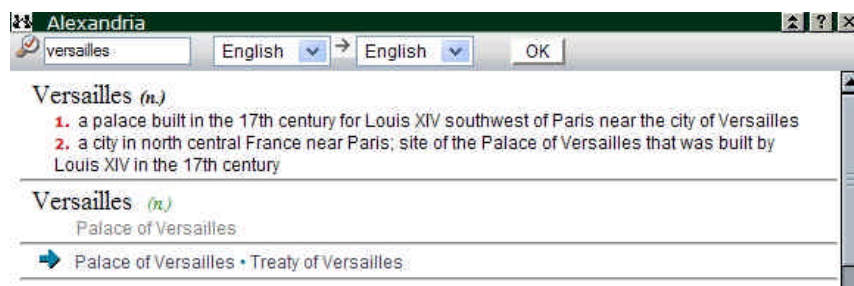 Alexandria
versailles English English OK
Versailles (n.)
1. a palace built in the 17th century for Louis XIV southwest of Paris near the city of Versailles
2. a city in north central France near Paris; site of the Palace of Versailles that was built by
Louis XIV in the 17th century
Versailles (n.)
Palace of Versailles
Palace of Versailles • Treaty of Versailles